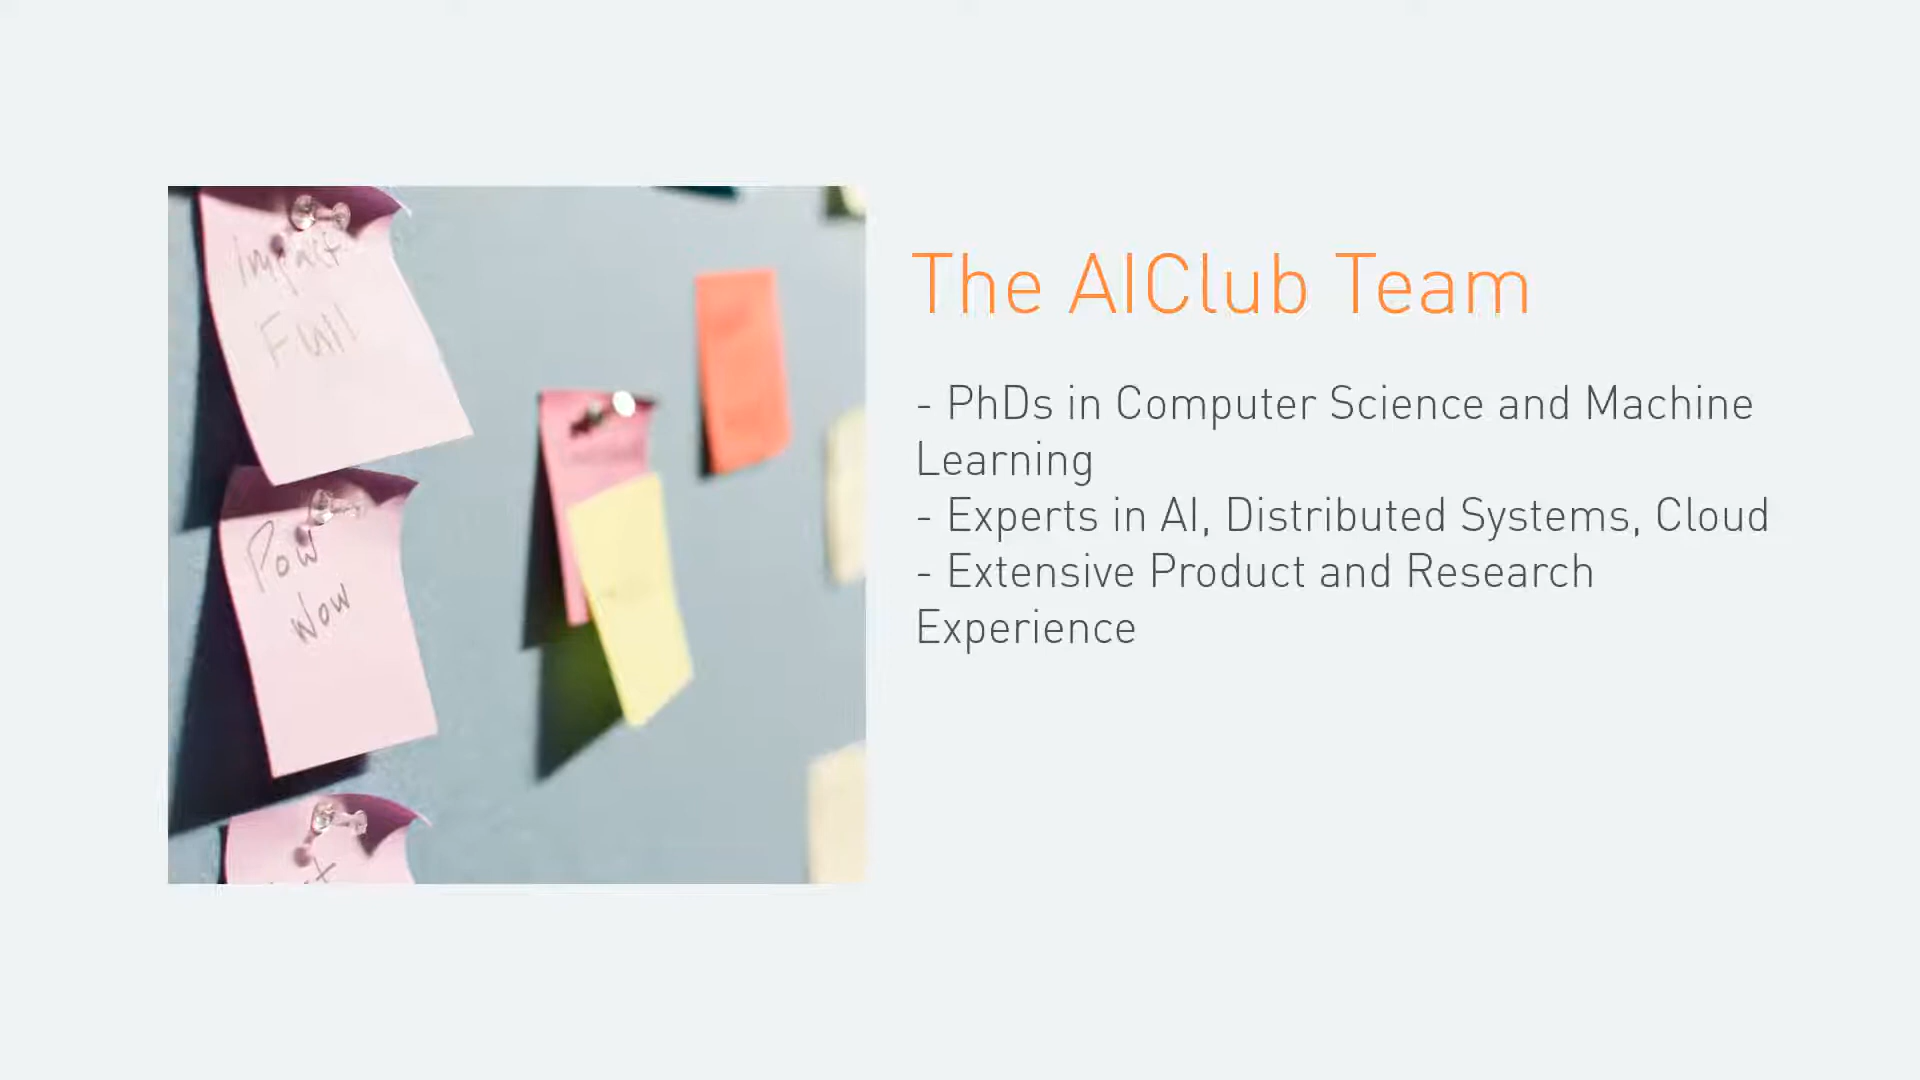 Impact
Full
Pow
Wow
The AIClub Team
- PhDs in Computer Science and Machine
Learning
- Experts in AI, Distributed Systems, Cloud
- Extensive Product and Research
Experience